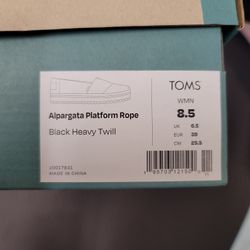 TOMS
WMN
8.5
UK 6.5
EUR 39
CM 25.5
Alpargata Platform Rope
Black Heavy Twill
10017831
MADE IN CHINA